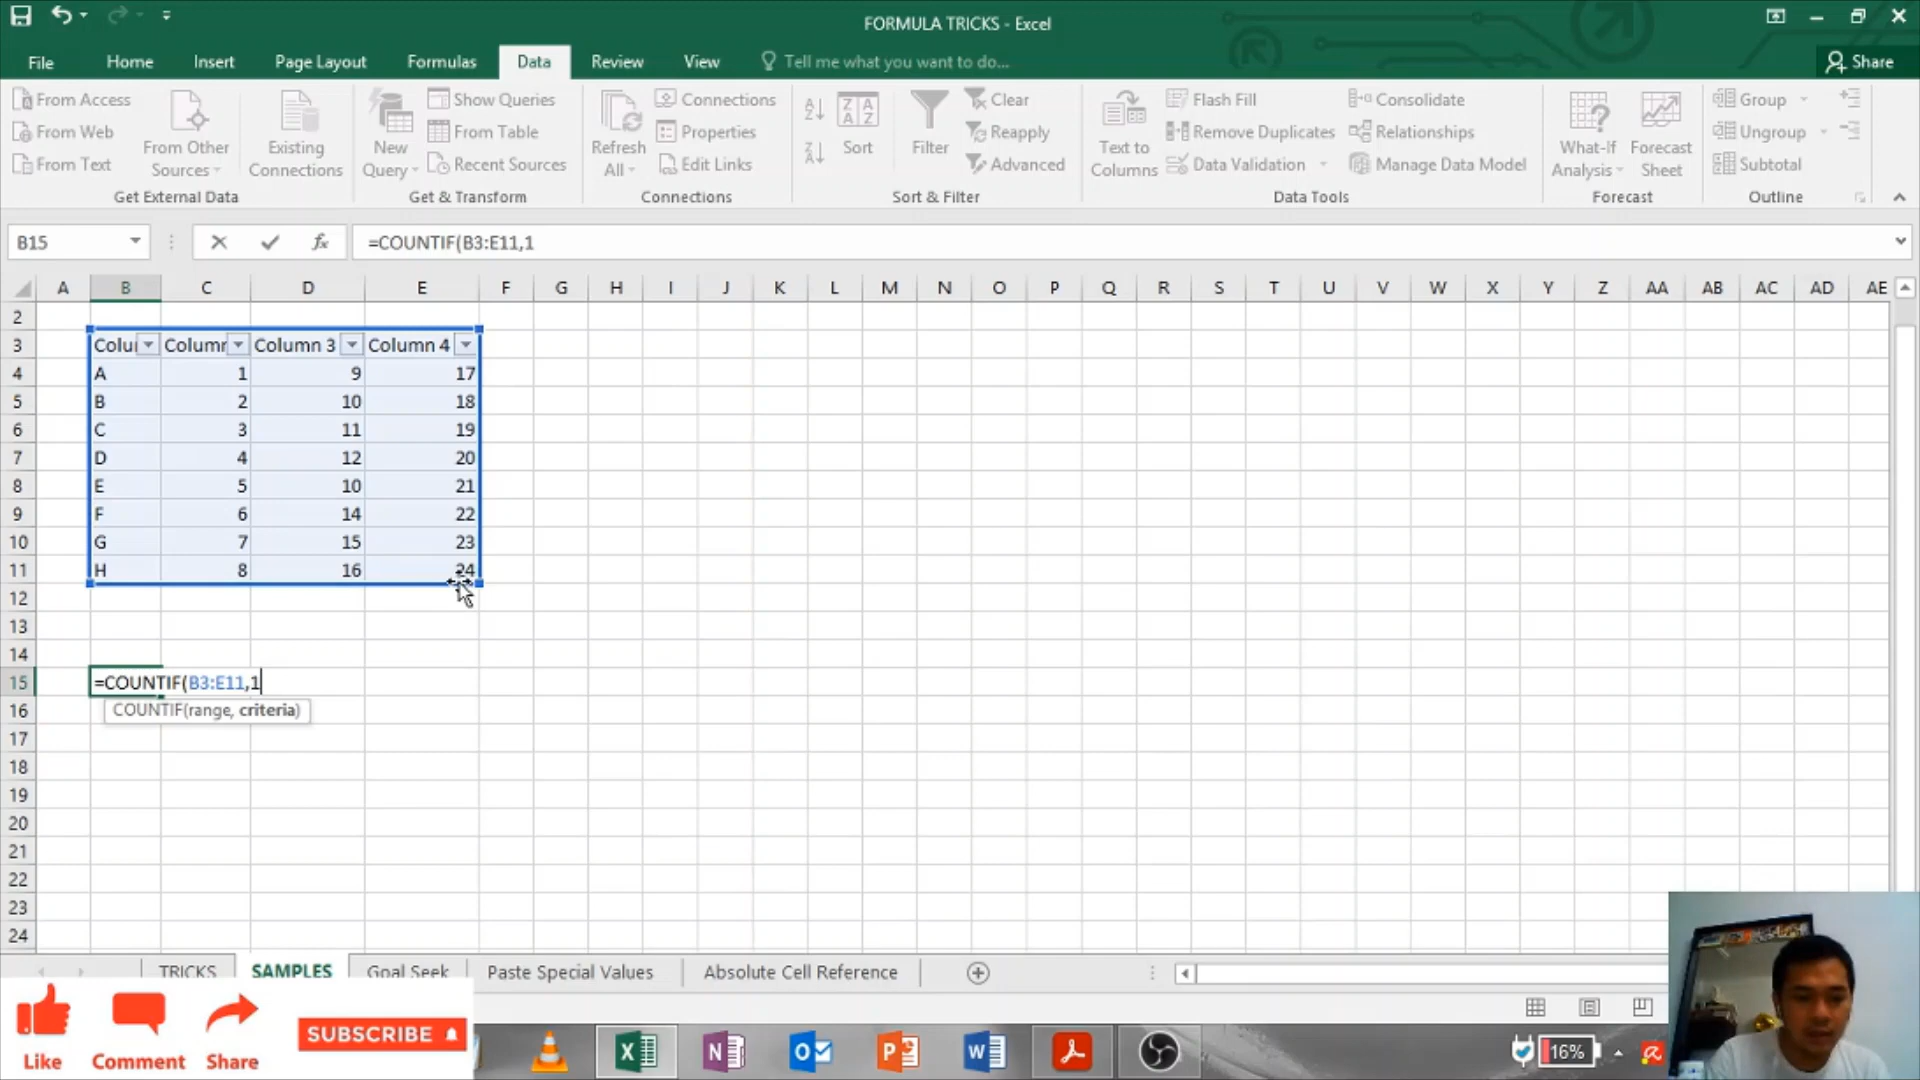 FORMULA TRICKS - Excel
File Home Insert Page Layout Formulas Data Review View Tell me what you want to do... Share
From Access
From Web
From Text
From Other Sources
Existing Connections
Get External Data
New Query
Show Queries
From Table
Recent Sources
Get & Transform
Refresh All
Connections
Properties
Edit Links
Connections
Sort
Filter
Clear
Reapply
Advanced
Sort & Filter
Text to Columns
Flash Fill
Remove Duplicates
Data Validation
Consolidate
Relationships
Manage Data Model
Data Tools
What-If Analysis
Forecast Sheet
Forecast
Group
Ungroup
Subtotal
Outline
B15 fx =COUNTIF(B3:E11,1
A B C D E F G H I J K L M N O P Q R S T U V W X Y Z AA AB AC AD AE
2
3 Colu Column Column 3 Column 4
4 A 1 9 17
5 B 2 10 18
6 C 3 11 19
7 D 4 12 20
8 E 5 10 21
9 F 6 14 22
10 G 7 15 23
11 H 8 16 24
12
13
14
15 =COUNTIF(B3:E11,1
16 COUNTIF(range, criteria)
17
18
19
20
21
22
23
24
TRICKS SAMPLES Goal Seek Paste Special Values Absolute Cell Reference
Like Comment Share SUBSCRIBE
16%